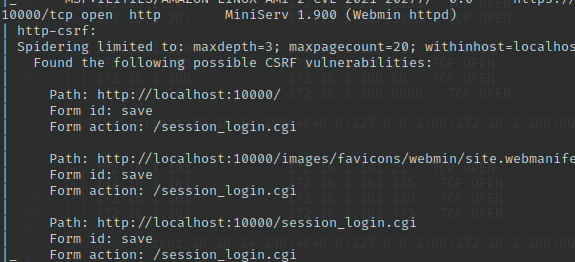 |_      MSF:ILITIES/AMAZON-LINUX-AMI-2-CVE-2021-20277/  0.0     https://
10000/tcp open  http       MiniServ 1.900 (Webmin httpd)
| http-csrf:
| Spidering limited to: maxdepth=3; maxpagecount=20; withinhost=localhos
|   Found the following possible CSRF vulnerabilities:
|
|     Path: http://localhost:10000/
|     Form id: save
|     Form action: /session_login.cgi
|
|     Path: http://localhost:10000/images/favicons/webmin/site.webmanife
|     Form id: save
|     Form action: /session_login.cgi
|
|     Path: http://localhost:10000/session_login.cgi
|     Form id: save
|_    Form action: /session_login.cgi